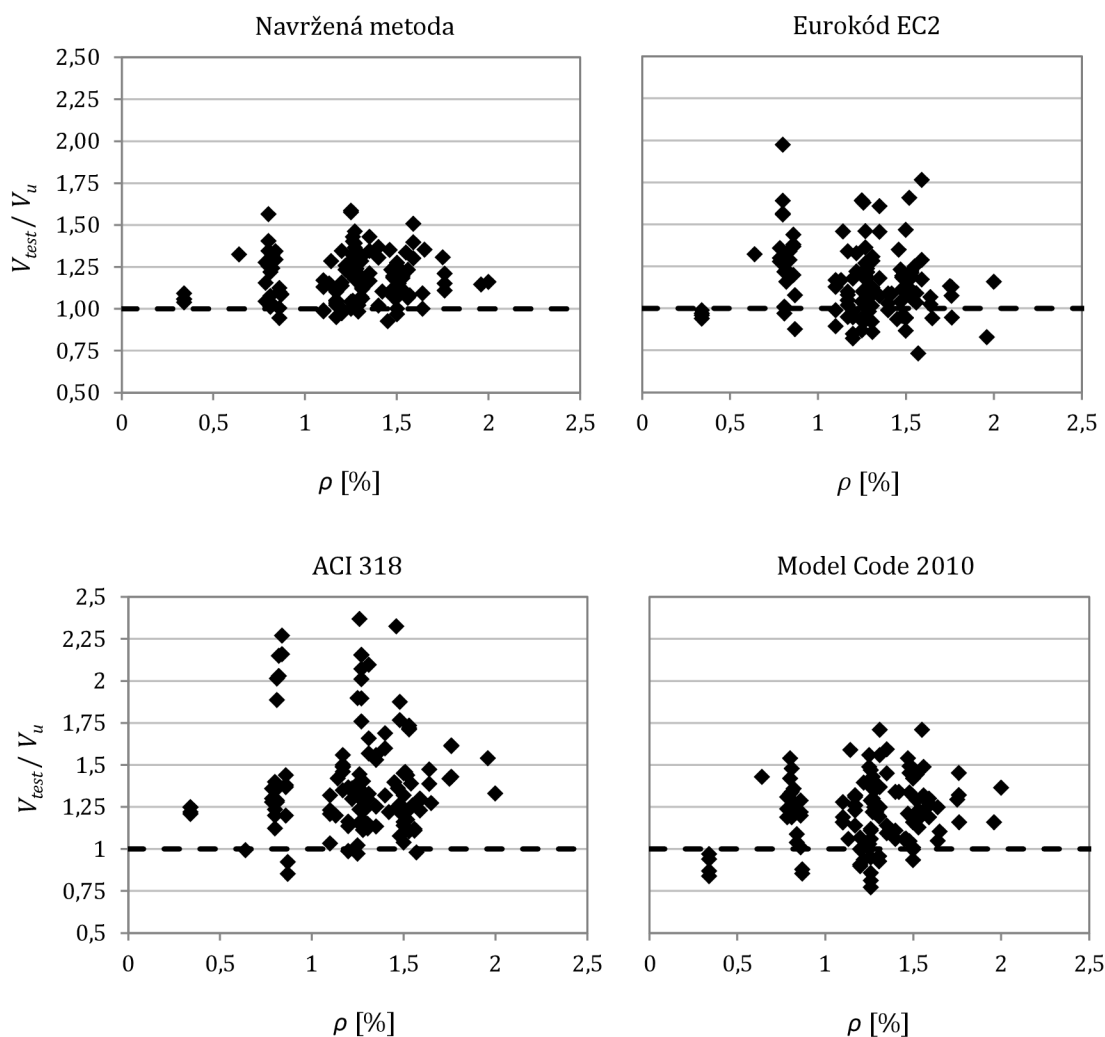 Navržená metoda
Eurokód EC2
2,50
2,25
2,00
1,75
1,50
1,25
1,00
0,75
0,50
V_test / V_u
0 0,5 1 1,5 2 2,5
0 0,5 1 1,5 2 2,5
ρ [%]
ρ [%]
ACI 318
Model Code 2010
2,5
2,25
2
1,75
1,5
1,25
1
0,75
0,5
V_test / V_u
0 0,5 1 1,5 2 2,5
0 0,5 1 1,5 2 2,5
ρ [%]
ρ [%]